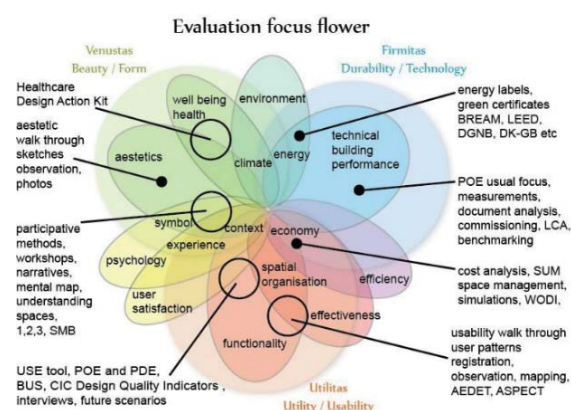 Evaluation focus flower
Venustas
Beauty / Form
Firmitas
Durability / Technology
Healthcare
Design Action Kit
aestetic
walk through
sketches
observation,
photos
participative
methods,
workshops,
narratives,
mental map,
understanding
spaces,
1,2,3, SMB
USE tool, POE and PDE,
BUS, CIC Design Quality Indicators ,
interviews, future scenarios
well being
health
environment
aestetics
climate
energy
technical
building
performance
symbol
context
economy
experience
psychology
user
satisfaction
spatial
organisation
efficiency
effectiveness
functionality
energy labels,
green certificates
BREAM, LEED,
DGNB, DK-GB etc
POE usual focus,
measurements,
document analysis,
commissioning, LCA,
benchmarking
cost analysis, SUM
space management,
simulations, WODI,
usability walk through
user patterns
registration,
observation, mapping,
AEDET, ASPECT
Utilitas
Utility / Usability